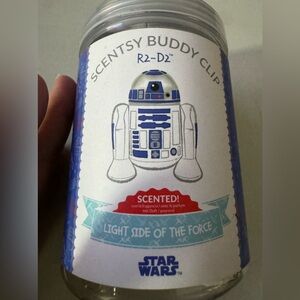 SCENTSY BUDDY CLIP
R2-D2™
SCENTED!
LIGHT SIDE OF THE FORCE
STAR
WARS